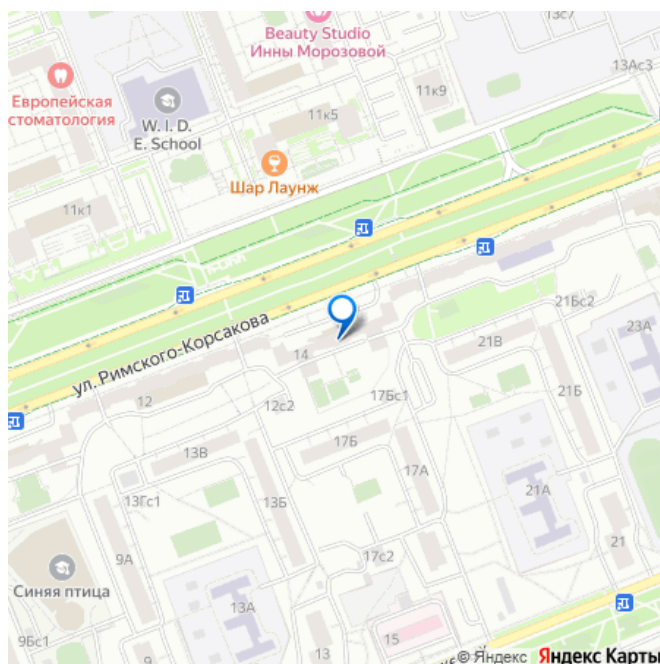 13с7
Beauty Studio
Инны Морозовой
13Ас3
Европейская
стоматология
11к9
11к5
W. I. D.
E. School
Шар Лаунж
11к1
ул. Римского-Корсакова
21Бс2
23А
21В
14
17Бс1
21Б
12
12с2
17Б
13В
17А
21А
13Гс1
13Б
9А
17с2
21
Синяя птица
13А
15
9Бс1
9
13
© Яндекс Яндекс Карты